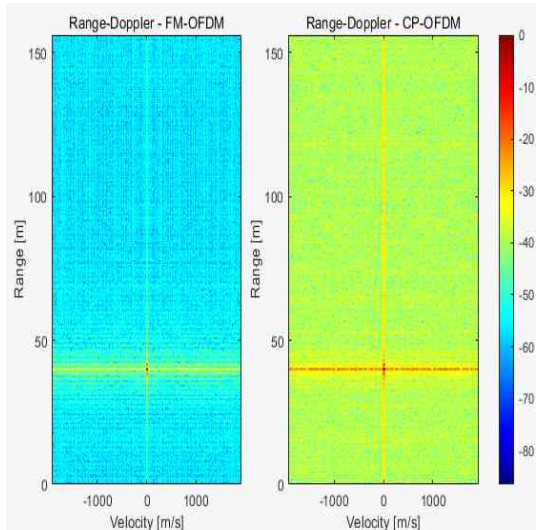 Range-Doppler - FM-OFDM
Range-Doppler - CP-OFDM
150
100
50
0
Range [m]
-1000 0 1000
Velocity [m/s]
150
100
50
0
Range [m]
-1000 0 1000
Velocity [m/s]
0
-10
-20
-30
-40
-50
-60
-70
-80